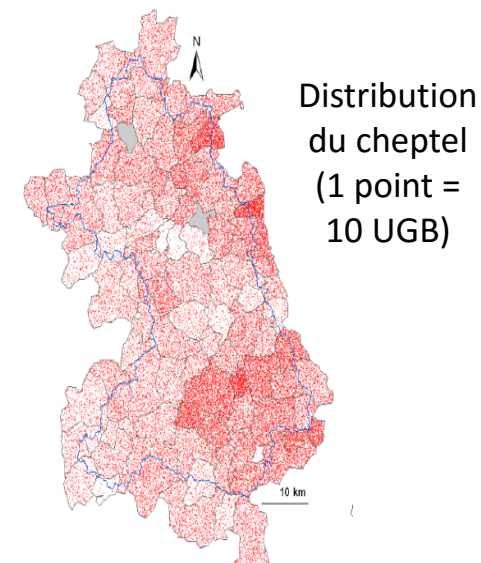 N
Distribution
du cheptel
(1 point =
10 UGB)
10 km